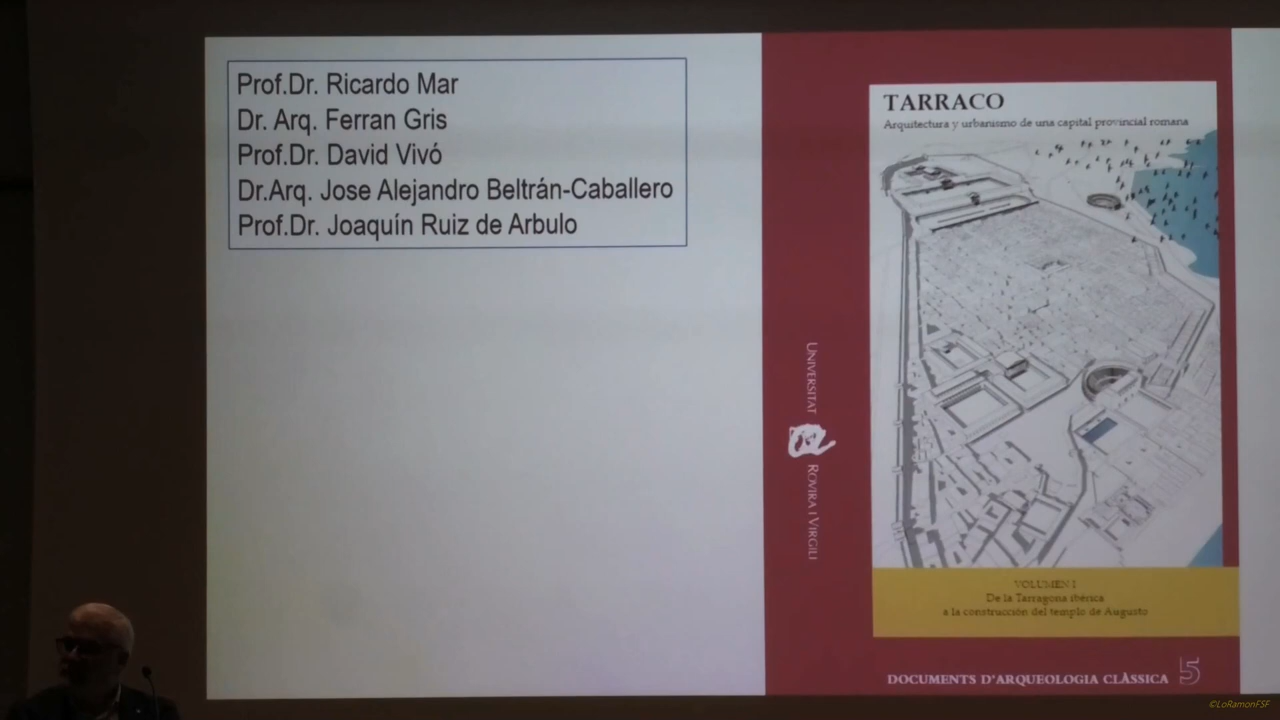 Prof.Dr. Ricardo Mar
Dr. Arq. Ferran Gris
Prof.Dr. David Vivó
Dr.Arq. Jose Alejandro Beltrán-Caballero
Prof.Dr. Joaquín Ruiz de Arbulo
UNIVERSITAT ROVIRA I VIRGILI
TARRACO
Arquitectura y urbanismo de una capital provincial romana
VOLUMEN I
De la Tarragona ibérica
a la construcción del templo de Augusto
DOCUMENTS D'ARQUEOLOGIA CLÀSSICA 5
©LoRamonFSF